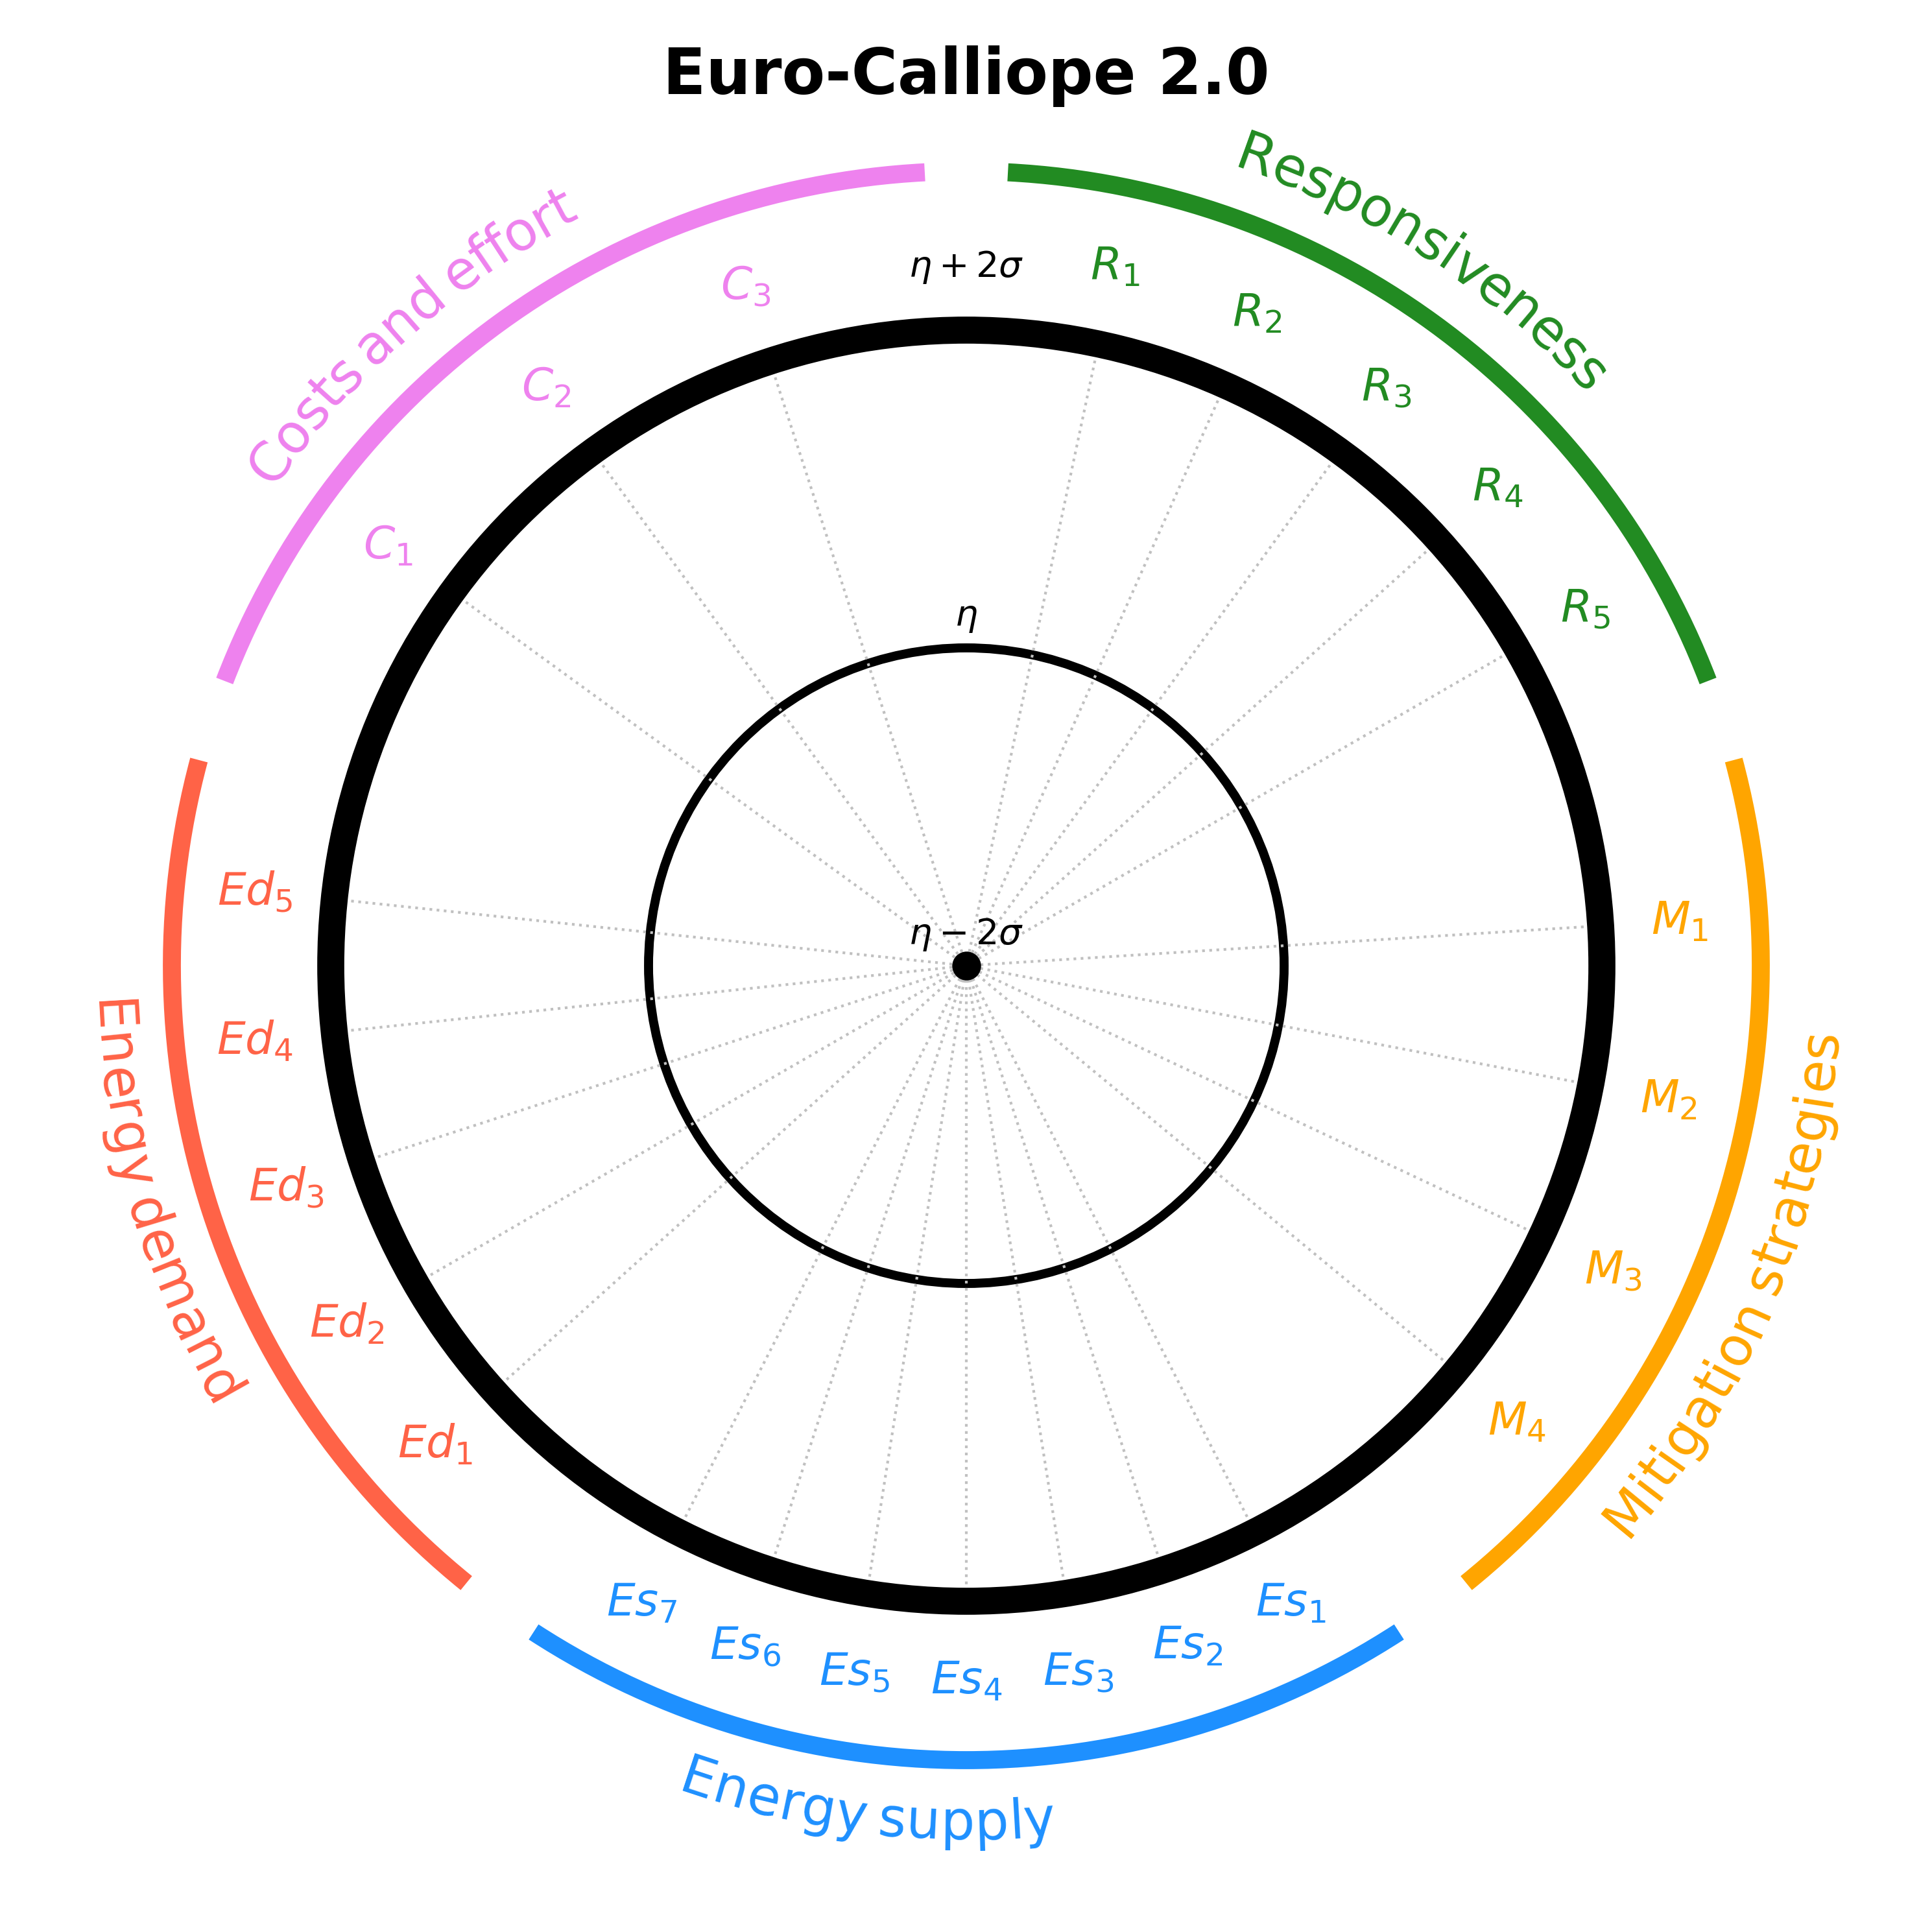 Euro-Calliope 2.0
Responsiveness
Costs and effort
η + 2σ
R₁
C₃
R₂
C₂
R₃
R₄
C₁
R₅
η
Ed₅
M₁
η − 2σ
Ed₄
M₂
Energy demand
Mitigation strategies
Ed₃
M₃
Ed₂
M₄
Ed₁
Es₇
Es₁
Es₆
Es₂
Es₅
Es₃
Es₄
Energy supply